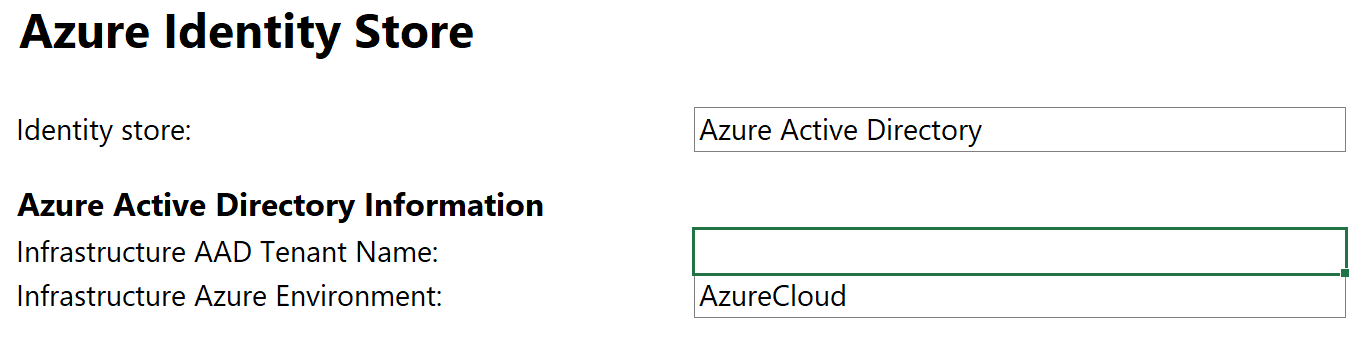 Azure Identity Store
Identity store: Azure Active Directory
Azure Active Directory Information
Infrastructure AAD Tenant Name:
Infrastructure Azure Environment: AzureCloud